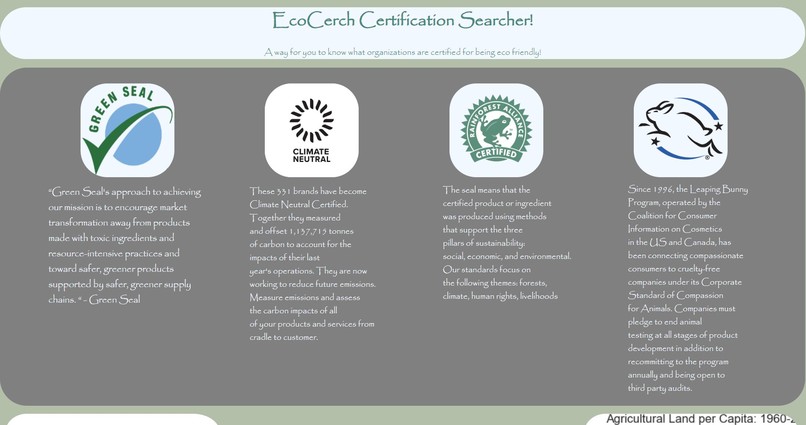 EcoCerch Certification Searcher!
A way for you to know what organizations are certified for being eco friendly!
GREEN SEAL
CLIMATE
NEUTRAL
RAINFOREST ALLIANCE
CERTIFIED
"Green Seal's approach to achieving
our mission is to encourage market
transformation away from products
made with toxic ingredients and
resource-intensive practices and
toward safer, greener products
supported by safer, greener supply
chains. " - Green Seal
These 331 brands have become
Climate Neutral Certified.
Together they measured
and offset 1,137,715 tonnes
of carbon to account for the
impacts of their last
year's operations. They are now
working to reduce future emissions.
Measure emissions and assess
the carbon impacts of all
of your products and services from
cradle to customer.
The seal means that the
certified product or ingredient
was produced using methods
that support the three
pillars of sustainability:
social, economic, and environmental.
Our standards focus on
the following themes: forests,
climate, human rights, livelihoods
Since 1996, the Leaping Bunny
Program, operated by the
Coalition for Consumer
Information on Cosmetics
in the US and Canada, has
been connecting compassionate
consumers to cruelty-free
companies under its Corporate
Standard of Compassion
for Animals. Companies must
pledge to end animal
testing at all stages of product
development in addition to
recommitting to the program
annually and being open to
third party audits.
Agricultural Land per Capita: 1960-